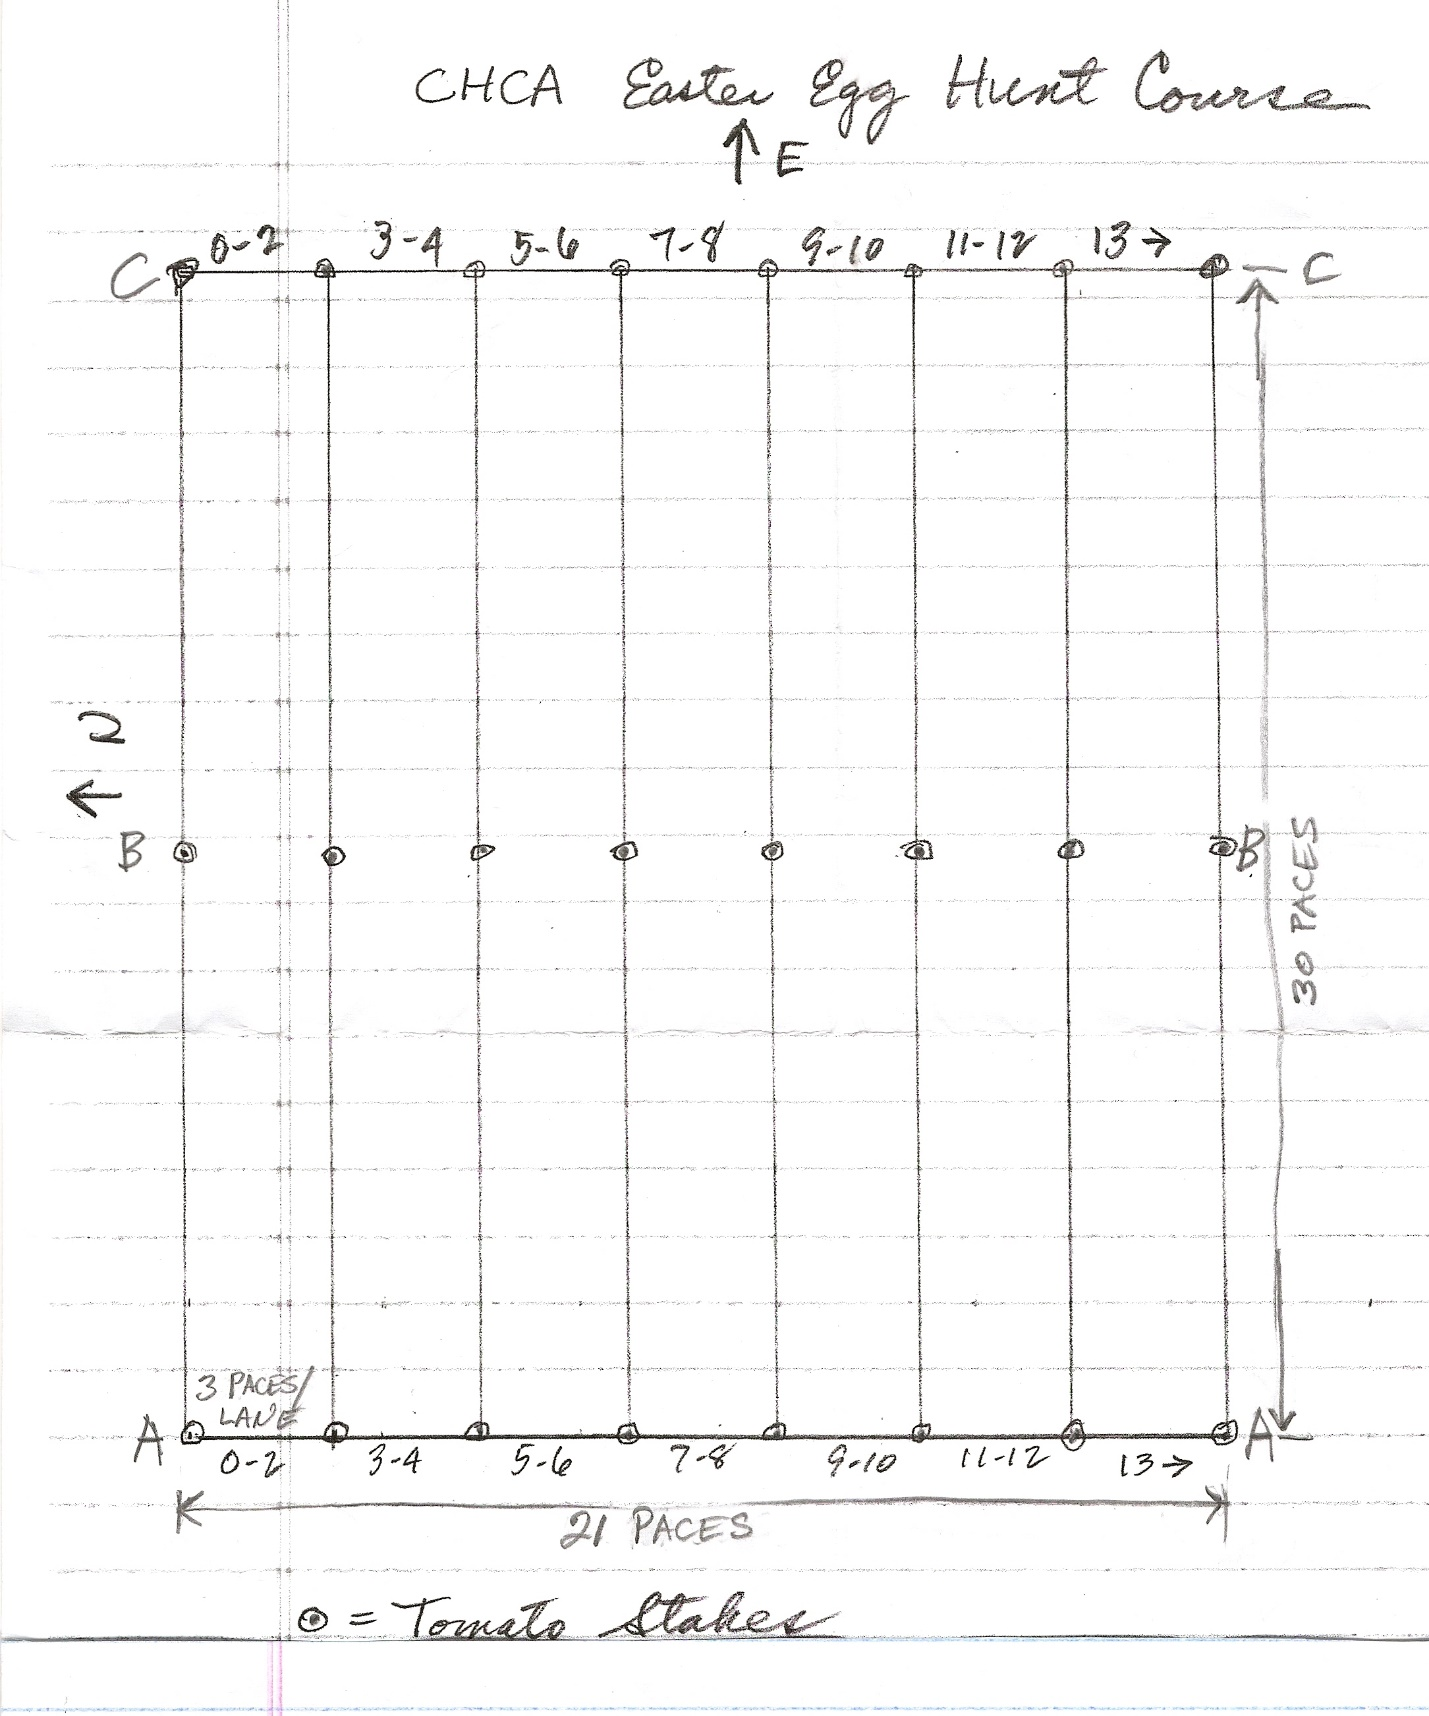 CHCA Easter Egg Hunt Course
↑ E
0-2 3-4 5-6 7-8 9-10 11-12 13→
C C
N
←
B B
30 PACES
3 PACES/
LANE
A A
0-2 3-4 5-6 7-8 9-10 11-12 13→
21 PACES
⊙ = Tomato Stakes